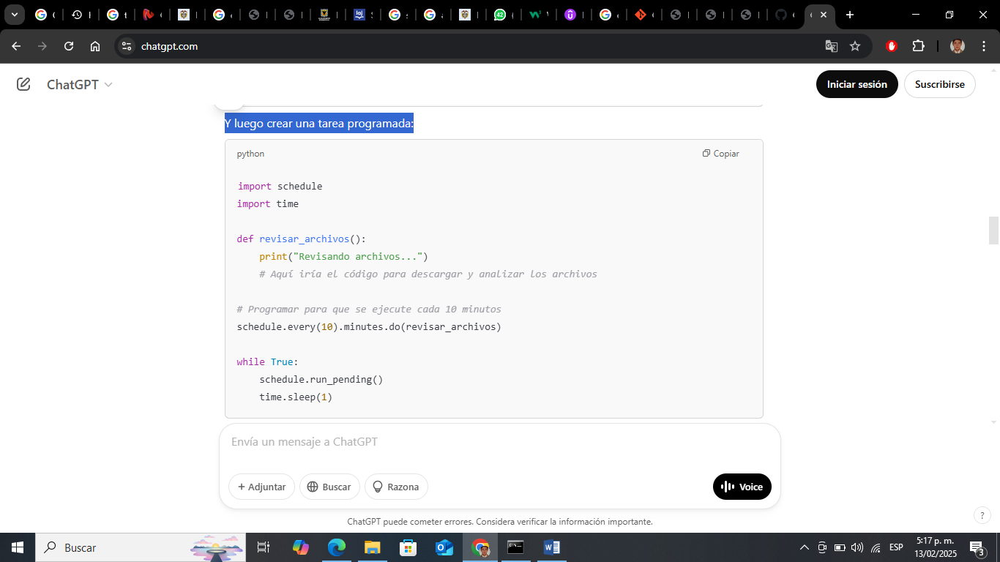 chatgpt.com
ChatGPT
Iniciar sesión
Suscribirse
Y luego crear una tarea programada:
python
Copiar
import schedule
import time
def revisar_archivos():
print("Revisando archivos...")
# Aquí iría el código para descargar y analizar los archivos
# Programar para que se ejecute cada 10 minutos
schedule.every(10).minutes.do(revisar_archivos)
while True:
schedule.run_pending()
time.sleep(1)
Envía un mensaje a ChatGPT
Adjuntar
Buscar
Razona
Voice
ChatGPT puede cometer errores. Considera verificar la información importante.
?
Buscar
ESP
5:17 p. m.
13/02/2025
3